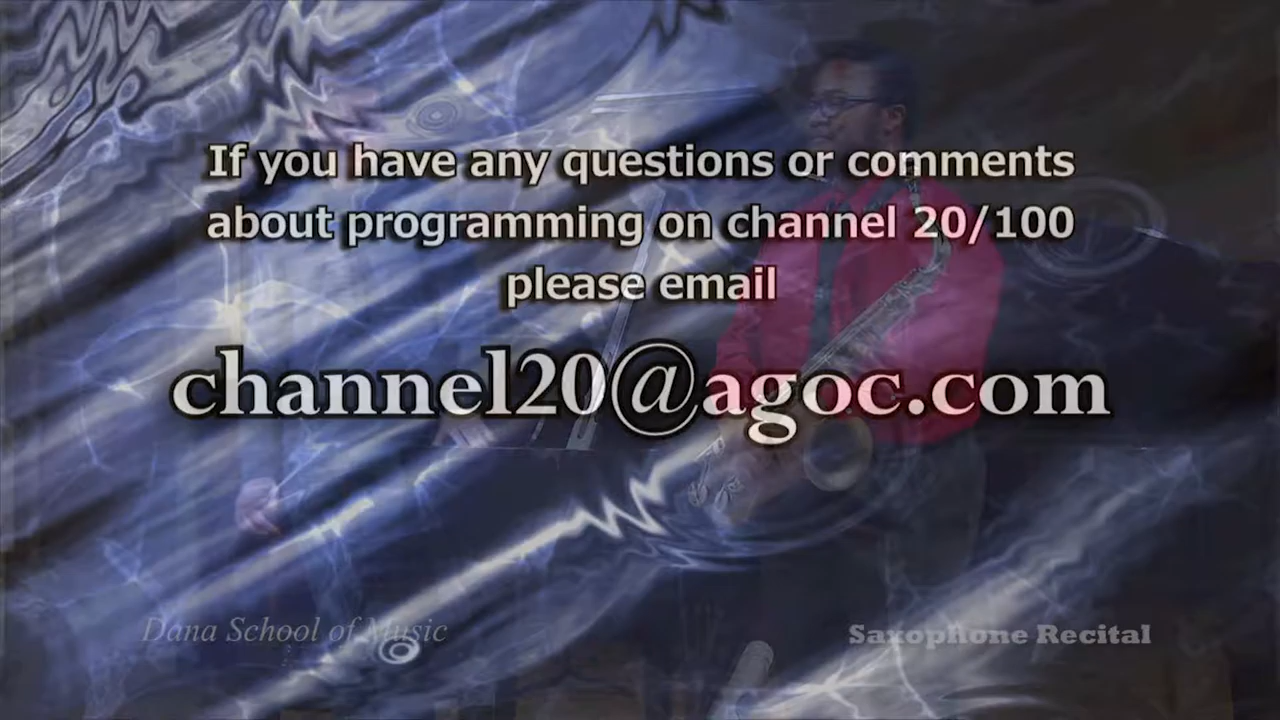 If you have any questions or comments
about programming on channel 20/100
please email
channel20@agoc.com
Dana School of Music
Saxophone Recital